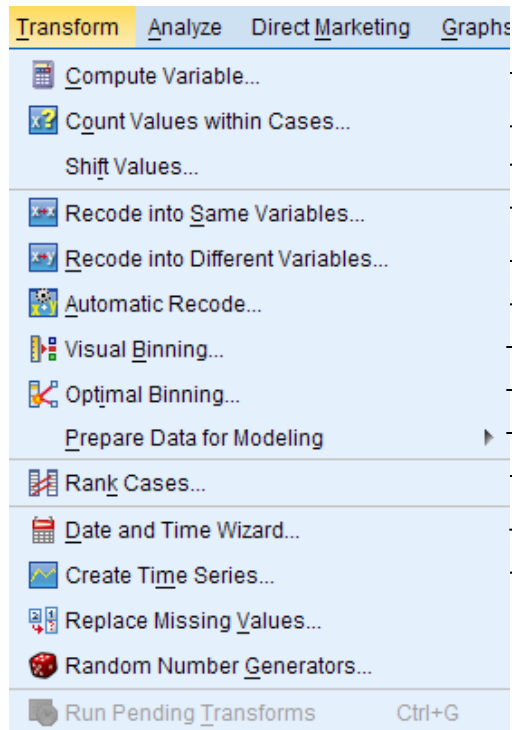 Transform Analyze Direct Marketing Graphs
Compute Variable...
Count Values within Cases...
Shift Values...
Recode into Same Variables...
Recode into Different Variables...
Automatic Recode...
Visual Binning...
Optimal Binning...
Prepare Data for Modeling
Rank Cases...
Date and Time Wizard...
Create Time Series...
Replace Missing Values...
Random Number Generators...
Run Pending Transforms Ctrl+G